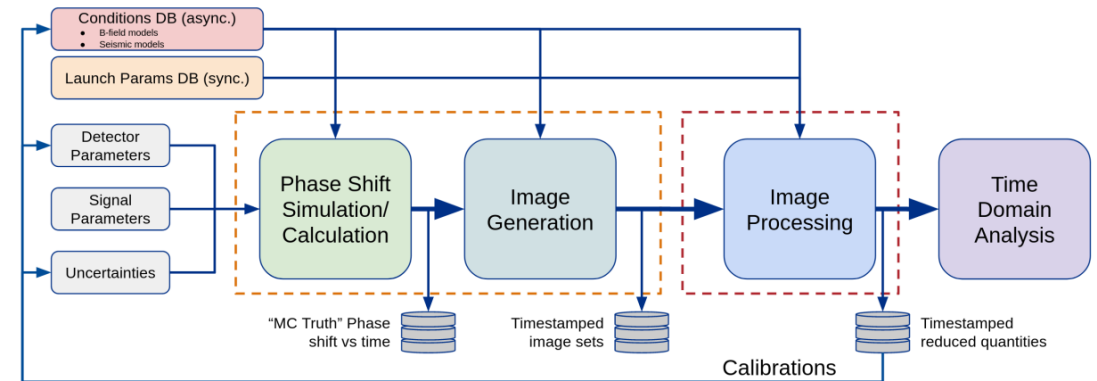 Conditions DB (async.)
● B-field models
● Seismic models
Launch Params DB (sync.)
Detector
Parameters
Signal
Parameters
Uncertainties
Phase Shift
Simulation/
Calculation
Image
Generation
Image
Processing
Time
Domain
Analysis
“MC Truth” Phase
shift vs time
Timestamped
image sets
Timestamped
reduced quantities
Calibrations